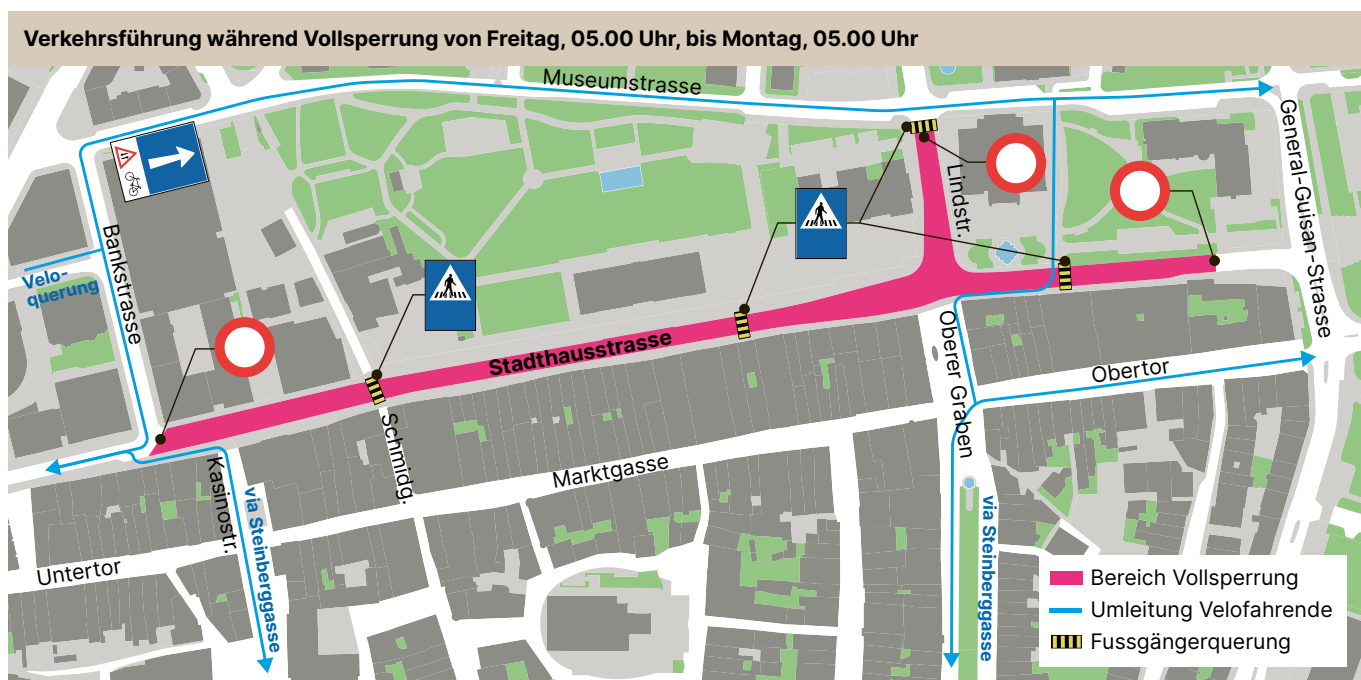 Verkehrsführung während Vollsperrung von Freitag, 05.00 Uhr, bis Montag, 05.00 Uhr
Museumstrasse
General-Guisan-Strasse
Lindstr.
Bankstrasse
Velo-
querung
Stadthausstrasse
Oberer Graben
Obertor
Schmidg.
Marktgasse
Kasinostr.
via Steinberggasse
via Steinberggasse
Untertor
Bereich Vollsperrung
Umleitung Velofahrende
Fussgängerquerung